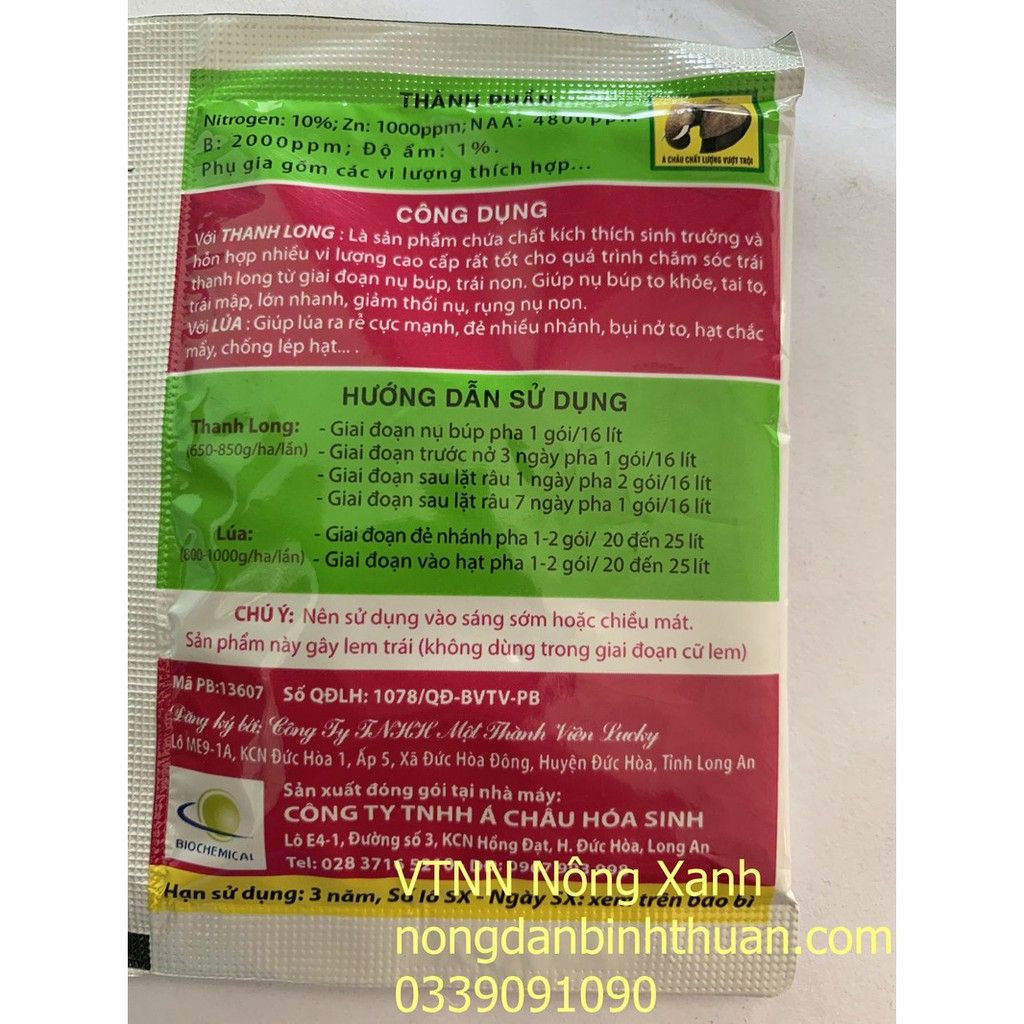 THÀNH PHẦN
Nitrogen: 10%; Zn: 1000ppm; NAA: 4800ppm
B: 2000ppm; Độ ẩm: 1%.
Phụ gia gồm các vi lượng thích hợp...
Á CHÂU CHẤT LƯỢNG VƯỢT TRỘI
CÔNG DỤNG
Với THANH LONG : Là sản phẩm chứa chất kích thích sinh trưởng và
hỗn hợp nhiều vi lượng cao cấp rất tốt cho quá trình chăm sóc trái
thanh long từ giai đoạn nụ búp, trái non. Giúp nụ búp to khỏe, tai to,
trái mập, lớn nhanh, giảm thối nụ, rụng nụ non.
Với LÚA : Giúp lúa ra rễ cực mạnh, đẻ nhiều nhánh, bụi nở to, hạt chắc
mẩy, chống lép hạt... .
HƯỚNG DẪN SỬ DỤNG
Thanh Long: - Giai đoạn nụ búp pha 1 gói/16 lít
(650-850g/ha/lần) - Giai đoạn trước nở 3 ngày pha 1 gói/16 lít
- Giai đoạn sau lặt râu 1 ngày pha 2 gói/16 lít
- Giai đoạn sau lặt râu 7 ngày pha 1 gói/16 lít
Lúa: - Giai đoạn đẻ nhánh pha 1-2 gói/ 20 đến 25 lít
(800-1000g/ha/lần) - Giai đoạn vào hạt pha 1-2 gói/ 20 đến 25 lít
CHÚ Ý: Nên sử dụng vào sáng sớm hoặc chiều mát.
Sản phẩm này gây lem trái (không dùng trong giai đoạn cữ lem)
Mã PB:13607 Số QĐLH: 1078/QĐ-BVTV-PB
Đăng ký bởi: Công Ty TNHH Một Thành Viên Lucky
Lô ME9-1A, KCN Đức Hòa 1, Ấp 5, Xã Đức Hòa Đông, Huyện Đức Hòa, Tỉnh Long An
BIOCHEMICAL
Sản xuất đóng gói tại nhà máy:
CÔNG TY TNHH Á CHÂU HÓA SINH
Lô E4-1, Đường số 3, KCN Hồng Đạt, H. Đức Hòa, Long An
Tel: 028 3716
Hạn sử dụng: 3 năm, Số lô SX - Ngày SX: xem trên bao bì
VTNN Nông Xanh
nongdanbinhthuan.com
0339091090